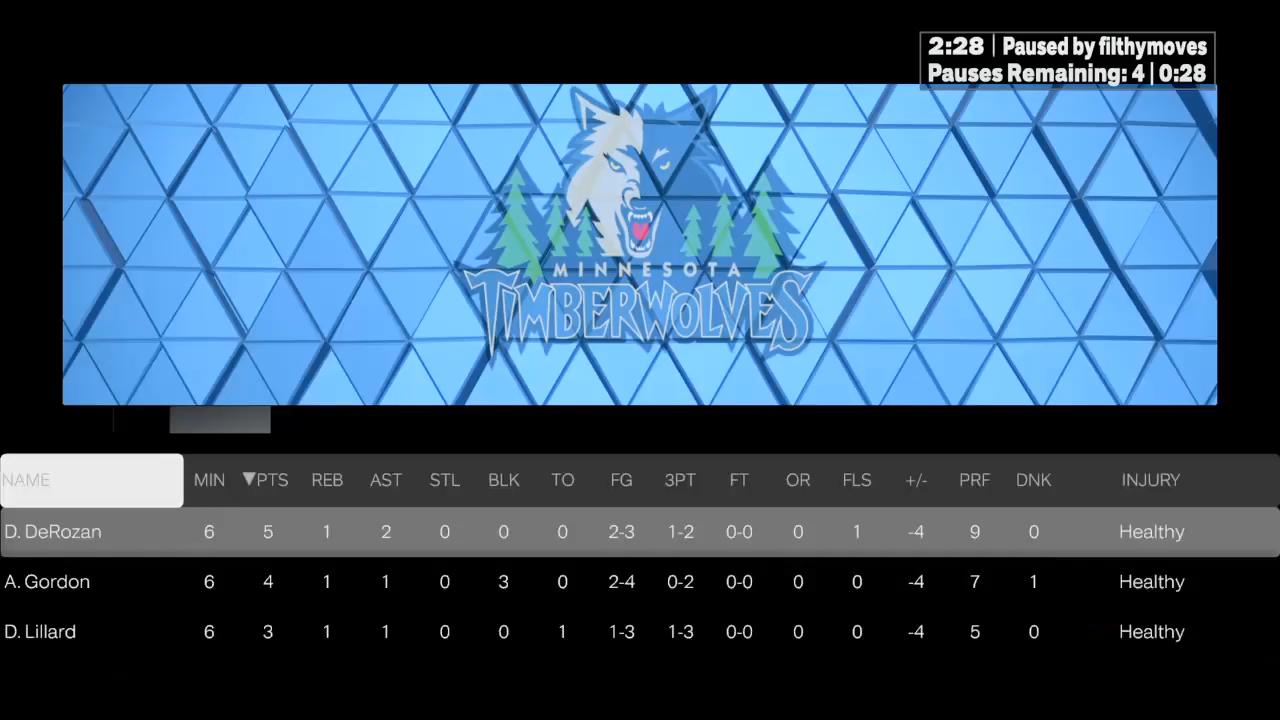 2:28 | Paused by filthymoves
Pauses Remaining: 4 | 0:28
MINNESOTA
TIMBERWOLVES
NAME MIN ▼PTS REB AST STL BLK TO FG 3PT FT OR FLS +/- PRF DNK INJURY
D. DeRozan 6 5 1 2 0 0 0 2-3 1-2 0-0 0 1 -4 9 0 Healthy
A. Gordon 6 4 1 1 0 3 0 2-4 0-2 0-0 0 0 -4 7 1 Healthy
D. Lillard 6 3 1 1 0 0 1 1-3 1-3 0-0 0 0 -4 5 0 Healthy